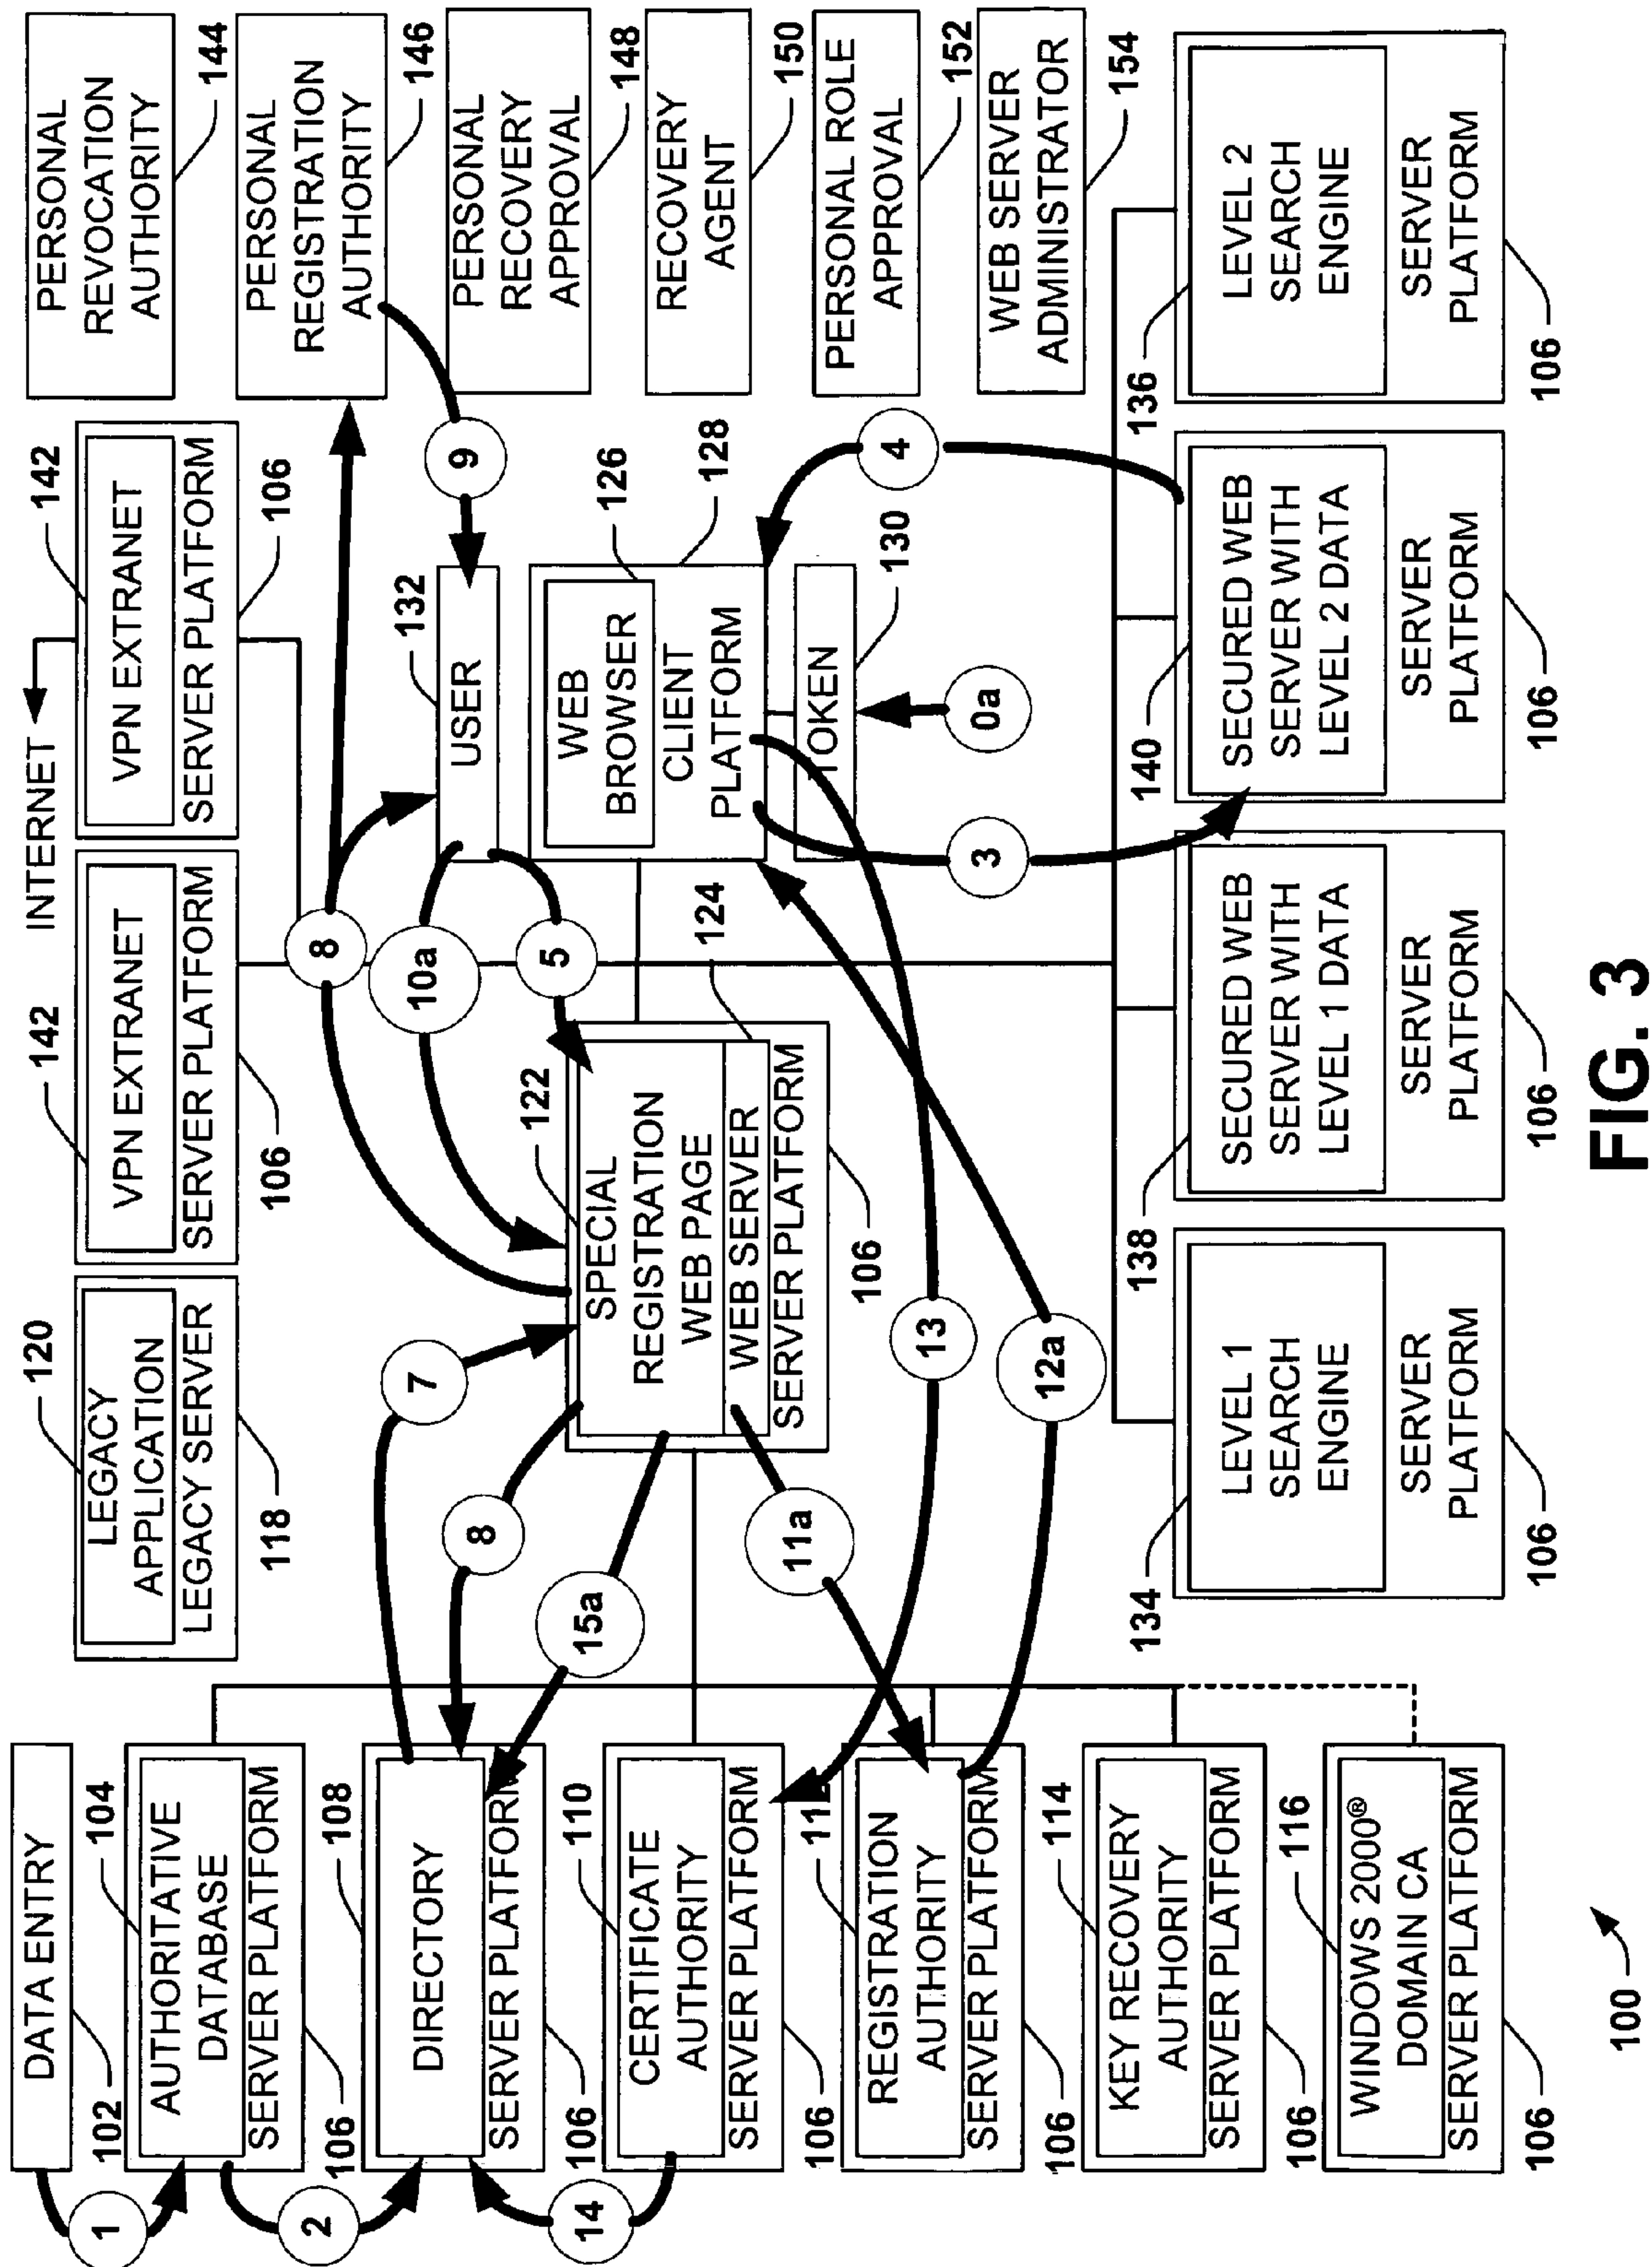 DATA ENTRY
102
1
AUTHORITATIVE
DATABASE
SERVER PLATFORM
104
106
2
DIRECTORY
SERVER PLATFORM
108
106
14
CERTIFICATE
AUTHORITY
SERVER PLATFORM
110
106
REGISTRATION
AUTHORITY
SERVER PLATFORM
112
106
KEY RECOVERY
AUTHORITY
SERVER PLATFORM
114
106
WINDOWS 2000®
DOMAIN CA
SERVER PLATFORM
116
106
100
LEGACY
APPLICATION
LEGACY SERVER
120
118
7
8
15a
11a
SPECIAL
REGISTRATION
WEB PAGE
WEB SERVER
SERVER PLATFORM
122
124
106
13
12a
INTERNET
VPN EXTRANET
SERVER PLATFORM
142
106
VPN EXTRANET
SERVER PLATFORM
142
106
8
10a
5
USER
132
WEB
BROWSER
CLIENT
PLATFORM
126
128
TOKEN
130
0a
3
4
9
PERSONAL
REVOCATION
AUTHORITY
144
PERSONAL
REGISTRATION
AUTHORITY
146
PERSONAL
RECOVERY
APPROVAL
148
RECOVERY
AGENT
150
PERSONAL ROLE
APPROVAL
152
WEB SERVER
ADMINISTRATOR
154
LEVEL 1
SEARCH
ENGINE
SERVER
PLATFORM
134
106
SECURED WEB
SERVER WITH
LEVEL 1 DATA
SERVER
PLATFORM
138
106
SECURED WEB
SERVER WITH
LEVEL 2 DATA
SERVER
PLATFORM
140
106
LEVEL 2
SEARCH
ENGINE
SERVER
PLATFORM
136
106
FIG. 3